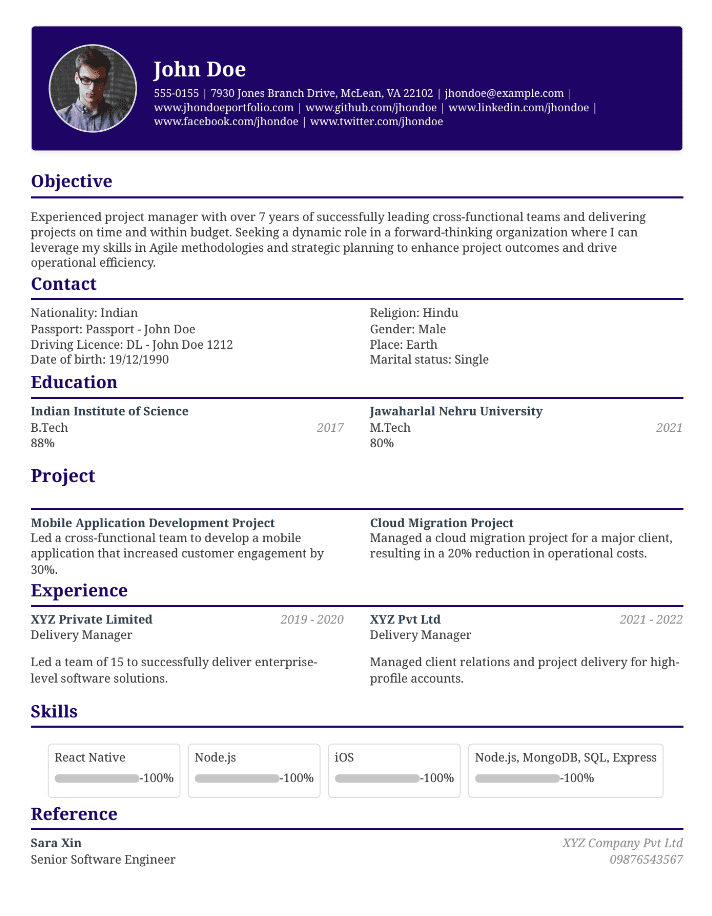 John Doe
555-0155 | 7930 Jones Branch Drive, McLean, VA 22102 | jhondoe@example.com |
www.jhondoeportfolio.com | www.github.com/jhondoe | www.linkedin.com/jhondoe |
www.facebook.com/jhondoe | www.twitter.com/jhondoe
Objective
Experienced project manager with over 7 years of successfully leading cross-functional teams and delivering
projects on time and within budget. Seeking a dynamic role in a forward-thinking organization where I can
leverage my skills in Agile methodologies and strategic planning to enhance project outcomes and drive
operational efficiency.
Contact
Nationality: Indian
Passport: Passport - John Doe
Driving Licence: DL - John Doe 1212
Date of birth: 19/12/1990
Religion: Hindu
Gender: Male
Place: Earth
Marital status: Single
Education
Indian Institute of Science
B.Tech 2017
88%
Jawaharlal Nehru University
M.Tech 2021
80%
Project
Mobile Application Development Project
Led a cross-functional team to develop a mobile
application that increased customer engagement by
30%.
Cloud Migration Project
Managed a cloud migration project for a major client,
resulting in a 20% reduction in operational costs.
Experience
XYZ Private Limited 2019 - 2020
Delivery Manager
Led a team of 15 to successfully deliver enterprise-
level software solutions.
XYZ Pvt Ltd 2021 - 2022
Delivery Manager
Managed client relations and project delivery for high-
profile accounts.
Skills
React Native
-100%
Node.js
-100%
iOS
-100%
Node.js, MongoDB, SQL, Express
-100%
Reference
Sara Xin XYZ Company Pvt Ltd
Senior Software Engineer 09876543567